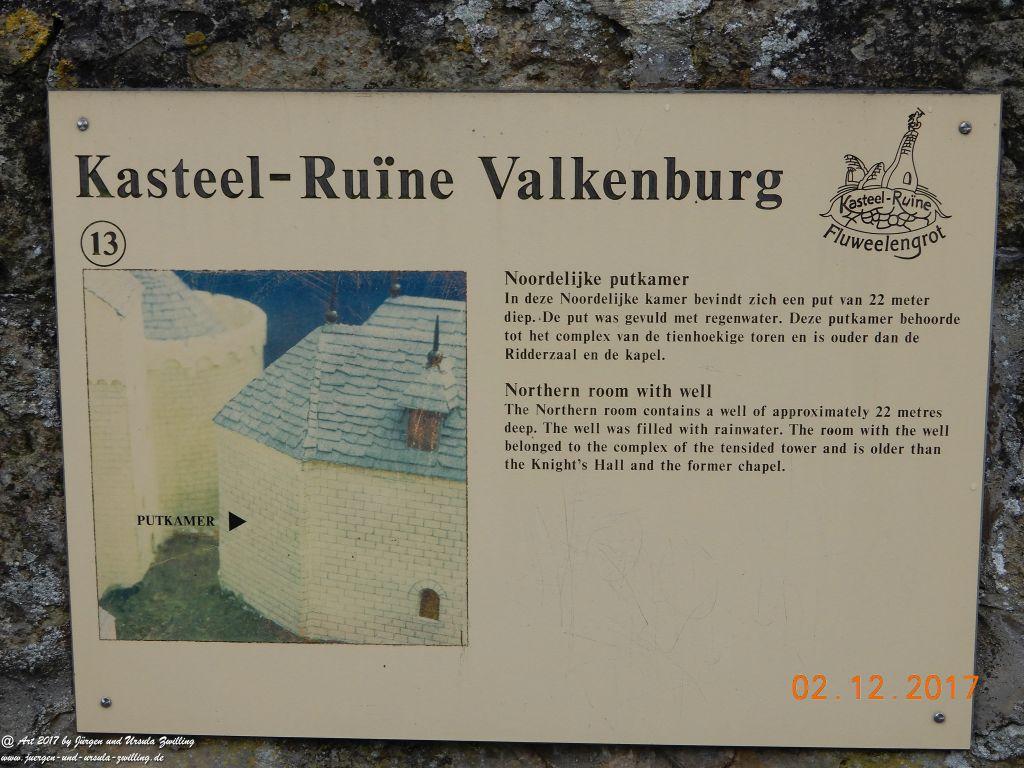 Kasteel-Ruïne Valkenburg
Kasteel-Ruïne
Fluweelengrot
13
PUTKAMER
Noordelijke putkamer
In deze Noordelijke kamer bevindt zich een put van 22 meter
diep. De put was gevuld met regenwater. Deze putkamer behoorde
tot het complex van de tienhoekige toren en is ouder dan de
Ridderzaal en de kapel.
Northern room with well
The Northern room contains a well of approximately 22 metres
deep. The well was filled with rainwater. The room with the well
belonged to the complex of the tensided tower and is older than
the Knight's Hall and the former chapel.
02.12.2017
@ Art 2017 by Jürgen und Ursula Zwilling
www.juergen-und-ursula-zwilling.de